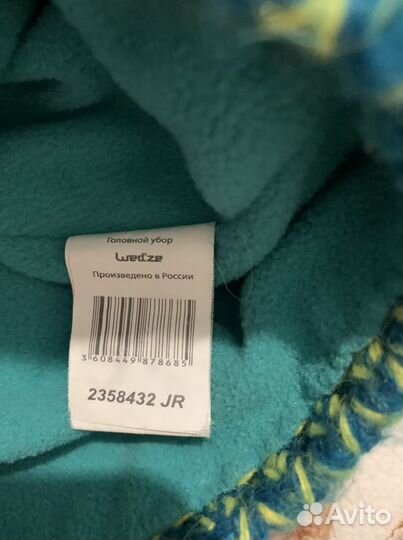 Головной убор
Wed'ze
Произведено в России
3 608449 878685
2358432 JR
Avito